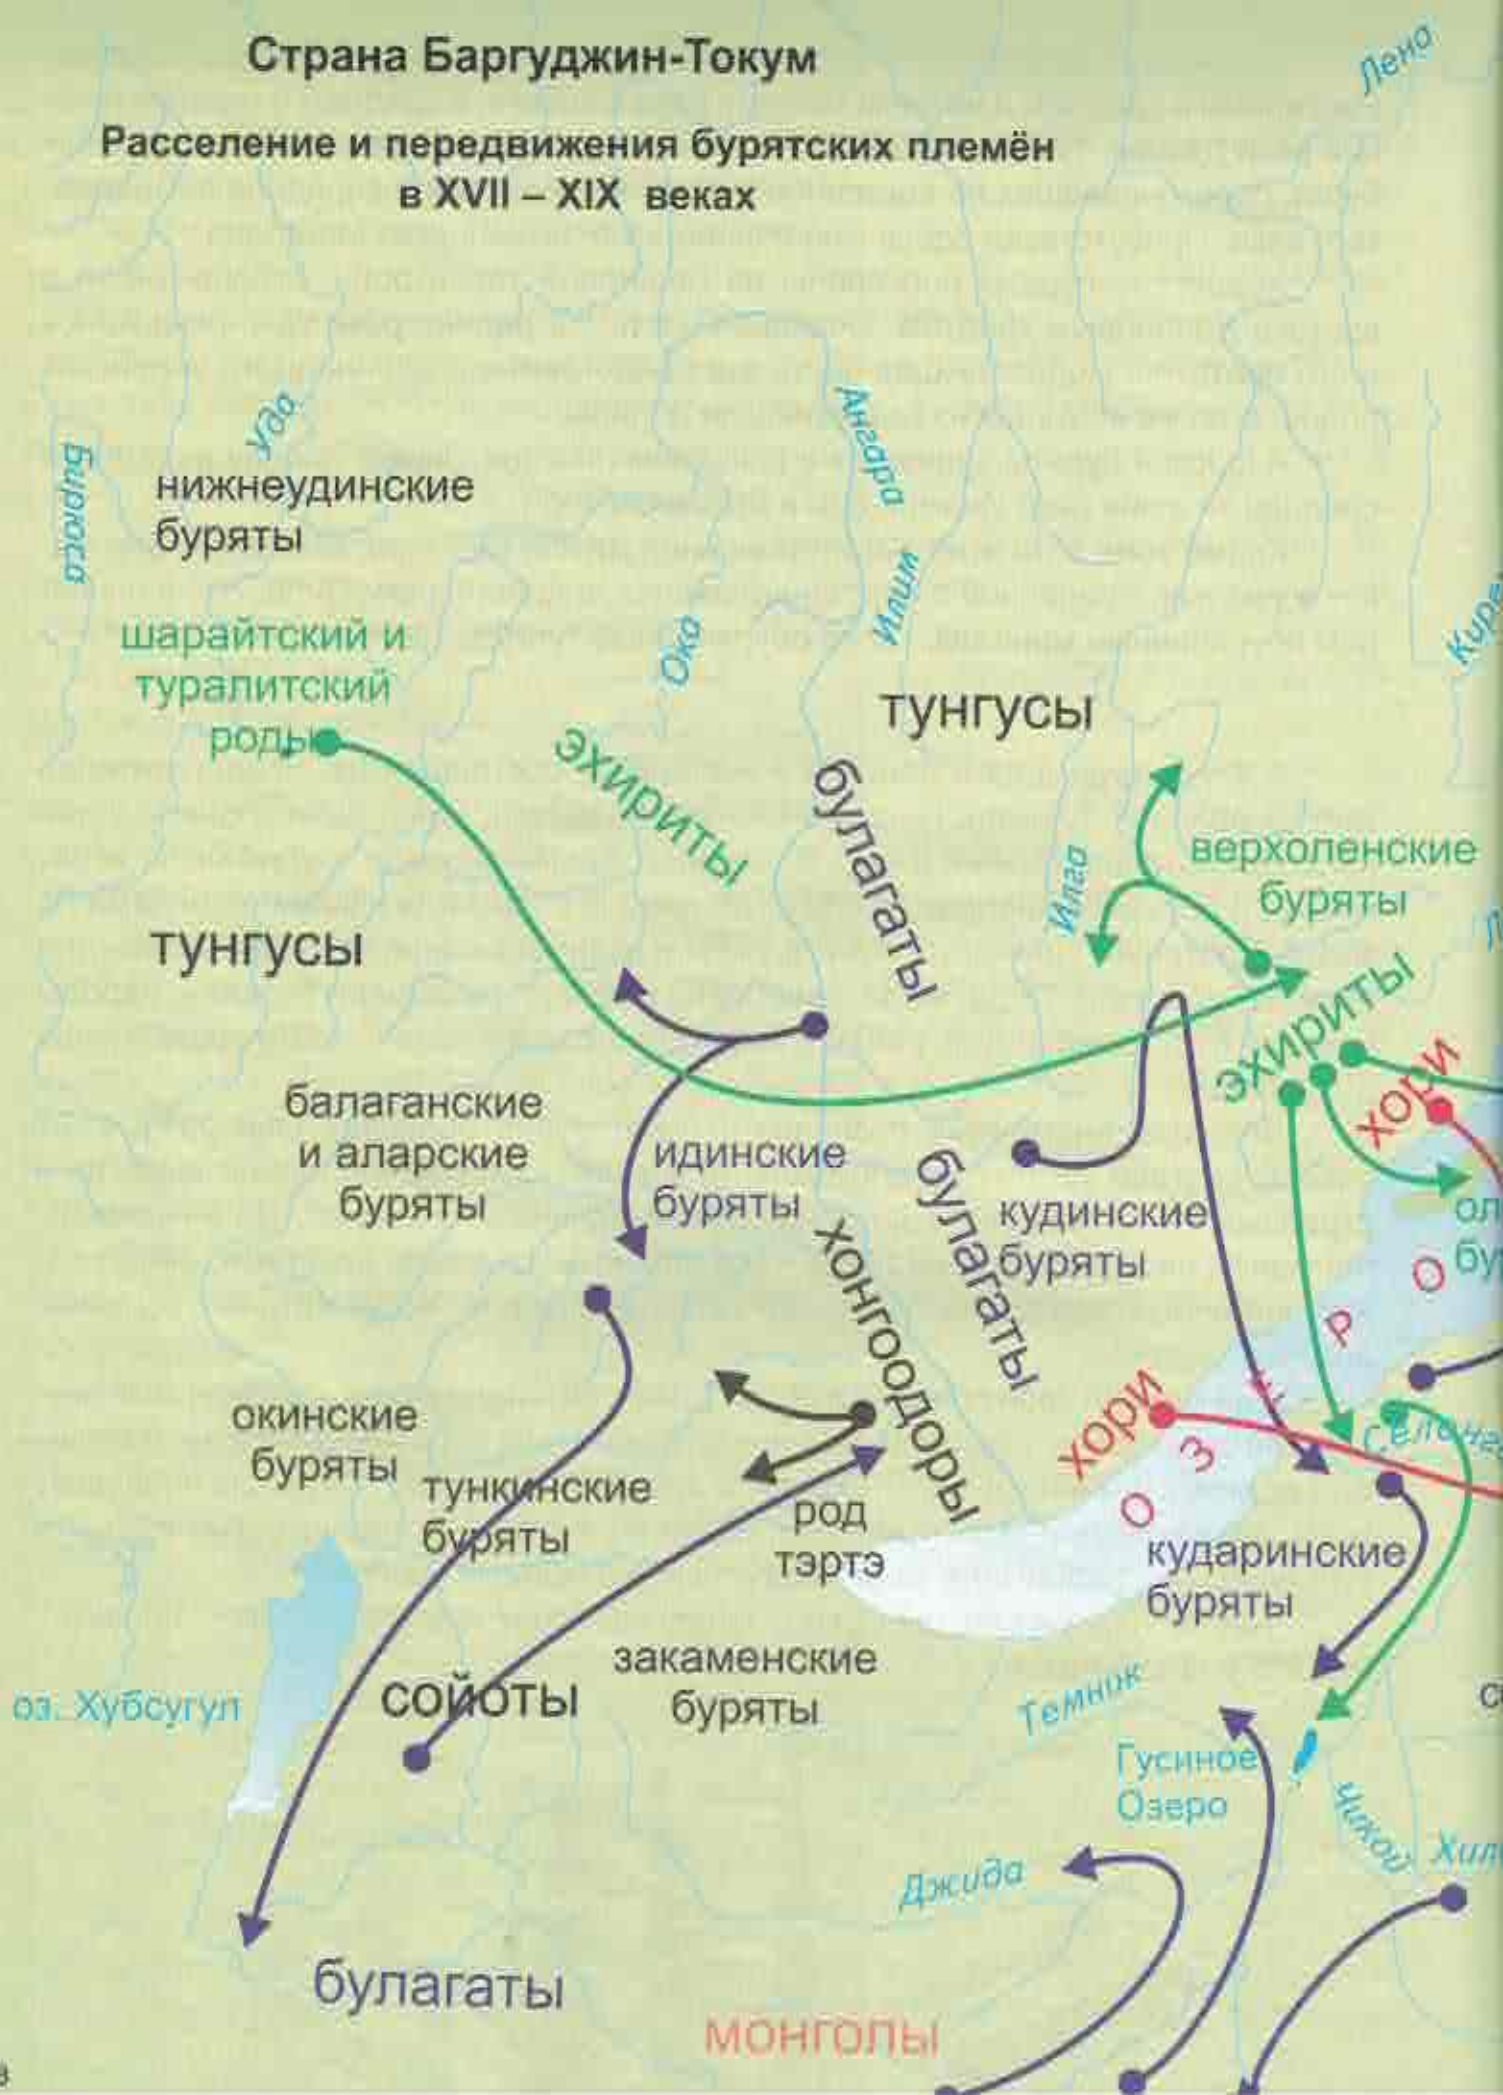 Страна Баргуджин-Токум
Расселение и передвижения бурятских племён
в XVII – XIX веках
Лена
Уда
Бирюса
Ангара
нижнеудинские
буряты
Илим
Ока
шарайтский и
туралитский
роды
тунгусы
эхириты
булагаты
верхоленские
буряты
Илга
тунгусы
эхириты
хори
балаганские
и аларские
буряты
идинские
буряты
булагаты
кудинские
буряты
хонгодоры
О З Е Р О
хори
окинские
буряты
тункинские
буряты
род
тэртэ
кударинские
буряты
закаменские
буряты
оз. Хубсугул
сойоты
Темник
Гусиное
Озеро
Чикой
Джида
булагаты
монголы